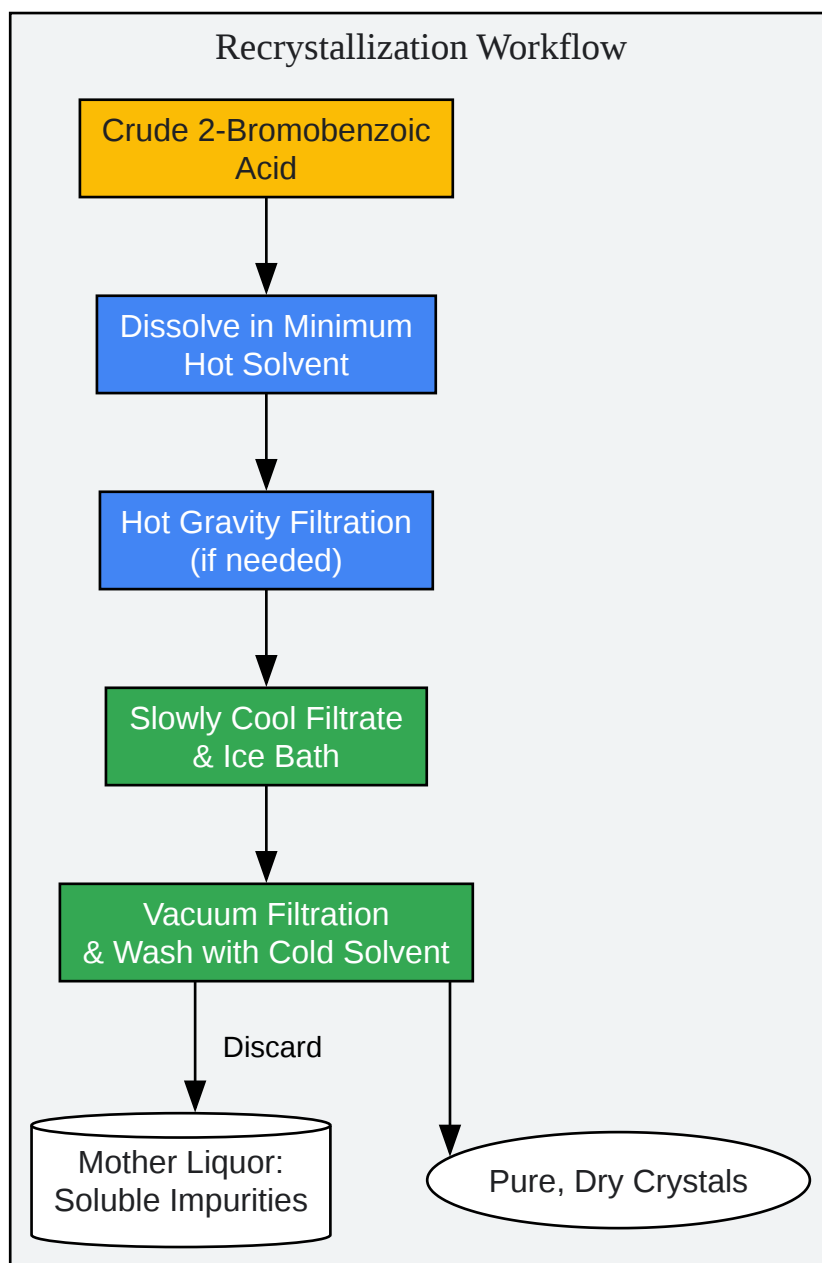 Recrystallization Workflow
Crude 2-Bromobenzoic
Acid
Dissolve in Minimum
Hot Solvent
Hot Gravity Filtration
(if needed)
Slowly Cool Filtrate
& Ice Bath
Vacuum Filtration
& Wash with Cold Solvent
Discard
Mother Liquor:
Soluble Impurities
Pure, Dry Crystals